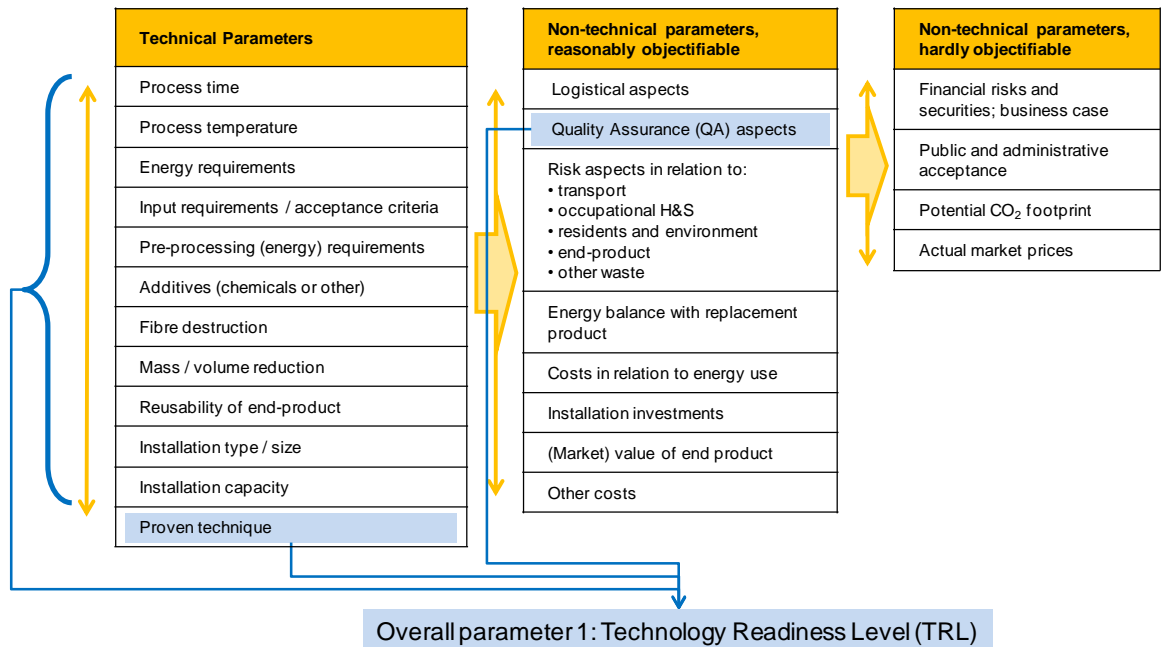 Technical Parameters
Process time
Process temperature
Energy requirements
Input requirements / acceptance criteria
Pre-processing (energy) requirements
Additives (chemicals or other)
Fibre destruction
Mass / volume reduction
Reusability of end-product
Installation type / size
Installation capacity
Proven technique
Non-technical parameters,
reasonably objectifiable
Logistical aspects
Quality Assurance (QA) aspects
Risk aspects in relation to:
• transport
• occupational H&S
• residents and environment
• end-product
• other waste
Energy balance with replacement
product
Costs in relation to energy use
Installation investments
(Market) value of end product
Other costs
Non-technical parameters,
hardly objectifiable
Financial risks and
securities; business case
Public and administrative
acceptance
Potential CO₂ footprint
Actual market prices
Overall parameter 1: Technology Readiness Level (TRL)